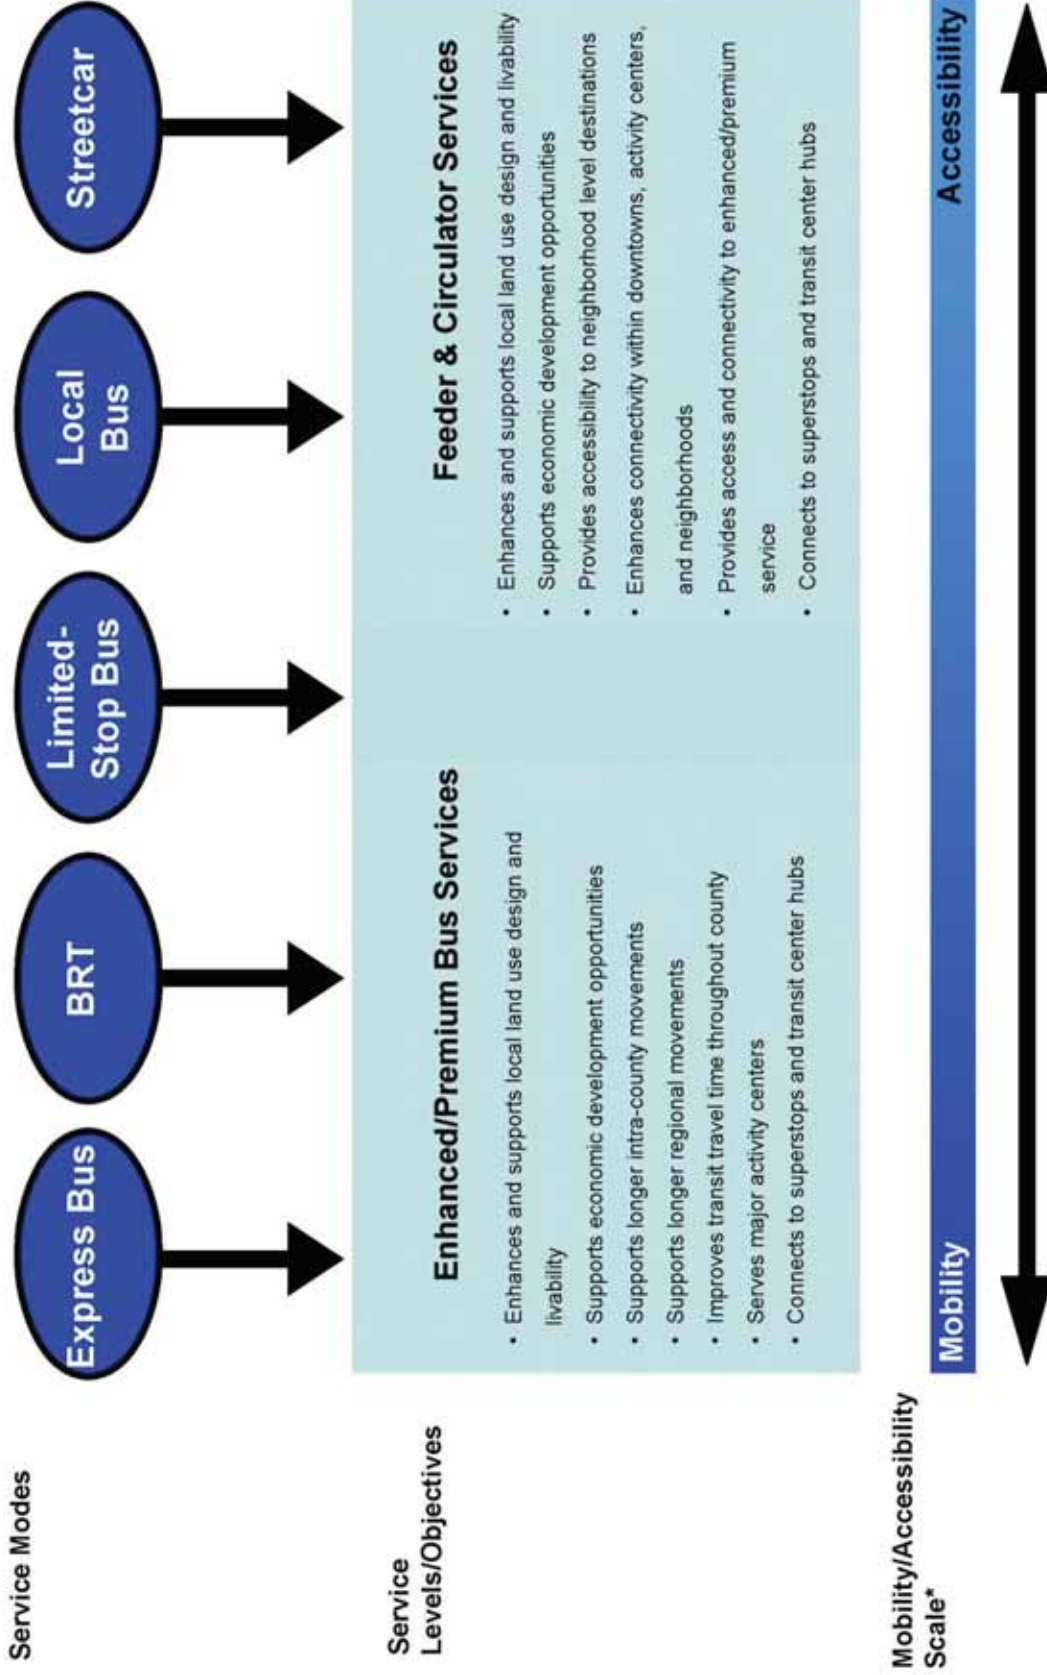 Service Modes
Express Bus
BRT
Limited-
Stop Bus
Local
Bus
Streetcar
Service
Levels/Objectives
Enhanced/Premium Bus Services
• Enhances and supports local land use design and
livability
• Supports economic development opportunities
• Supports longer intra-county movements
• Supports longer regional movements
• Improves transit travel time throughout county
• Serves major activity centers
• Connects to superstops and transit center hubs
Feeder & Circulator Services
• Enhances and supports local land use design and livability
• Supports economic development opportunities
• Provides accessibility to neighborhood level destinations
• Enhances connectivity within downtowns, activity centers,
and neighborhoods
• Provides access and connectivity to enhanced/premium
service
• Connects to superstops and transit center hubs
Mobility/Accessibility
Scale*
Mobility
Accessibility